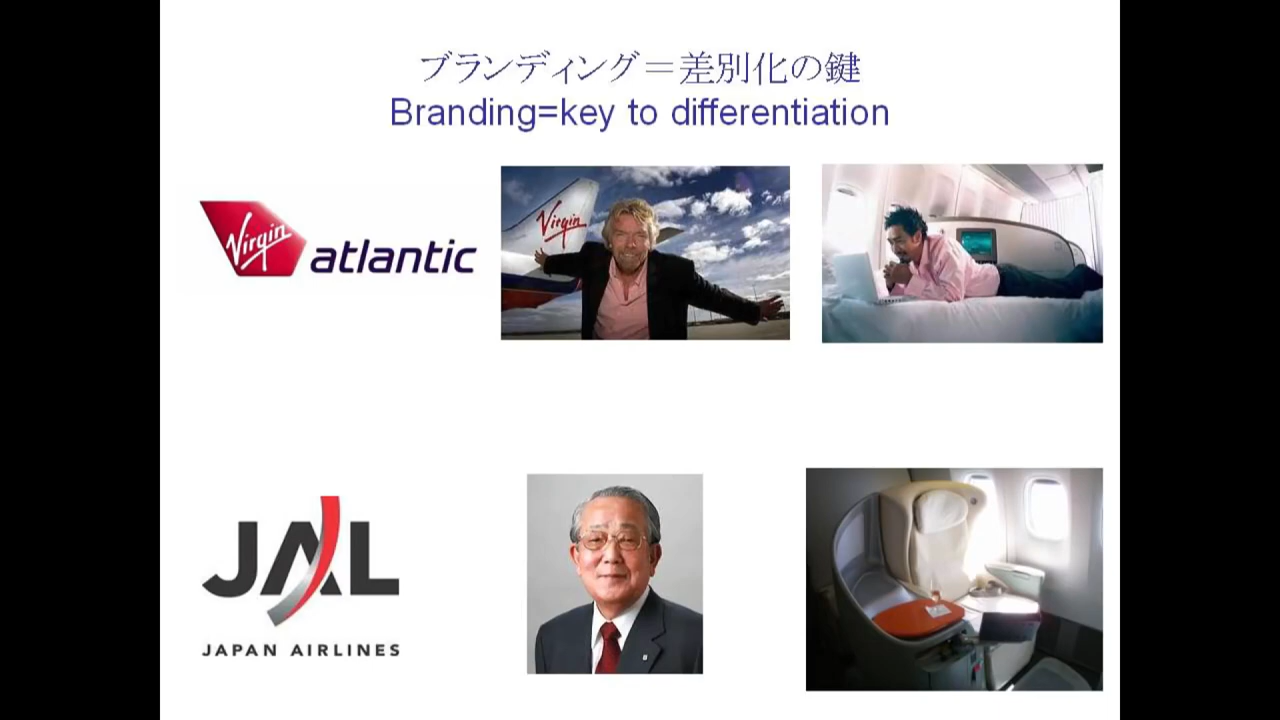 ブランディング＝差別化の鍵
Branding=key to differentiation
Virgin atlantic
Virgin
JAL
JAPAN AIRLINES